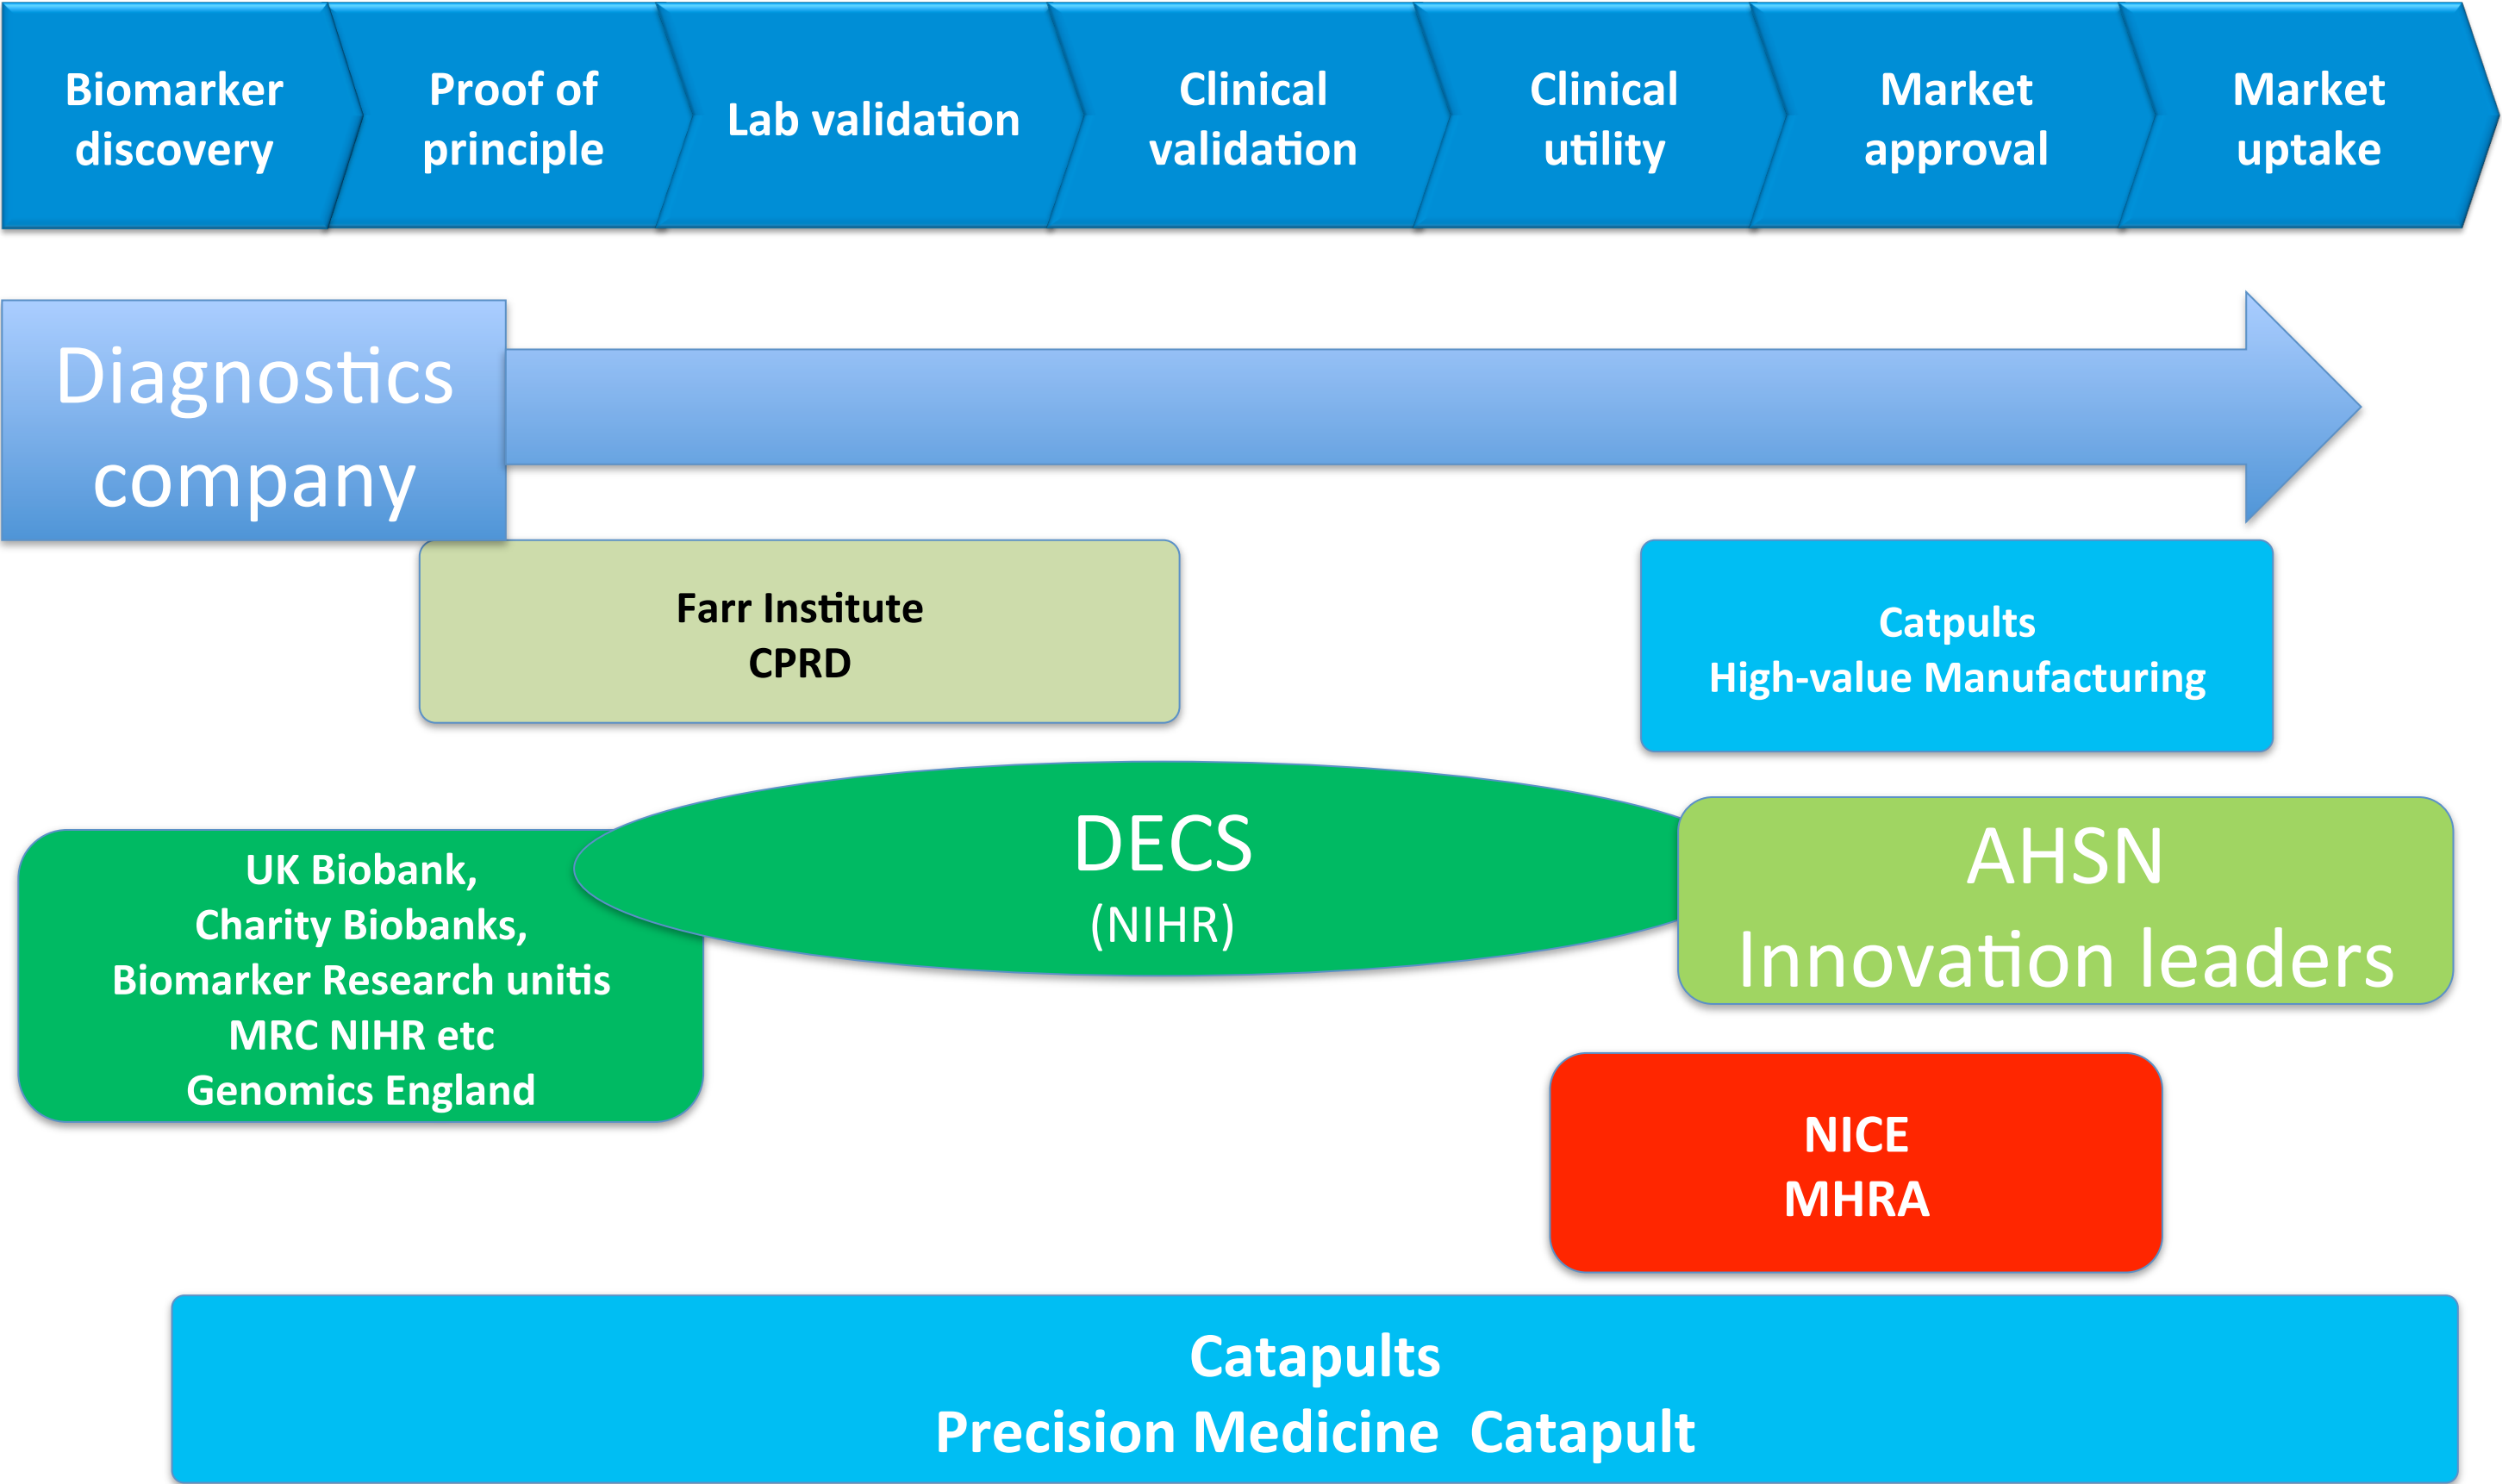 Biomarker
discovery
Proof of
principle
Lab validation
Clinical
validation
Clinical
utility
Market
approval
Market
uptake
Diagnostics
company
Farr Institute
CPRD
Catpults
High-value Manufacturing
UK Biobank,
Charity Biobanks,
Biomarker Research unitis
MRC NIHR etc
Genomics England
DECS
(NIHR)
AHSN
Innovation leaders
NICE
MHRA
Catapults
Precision Medicine Catapult